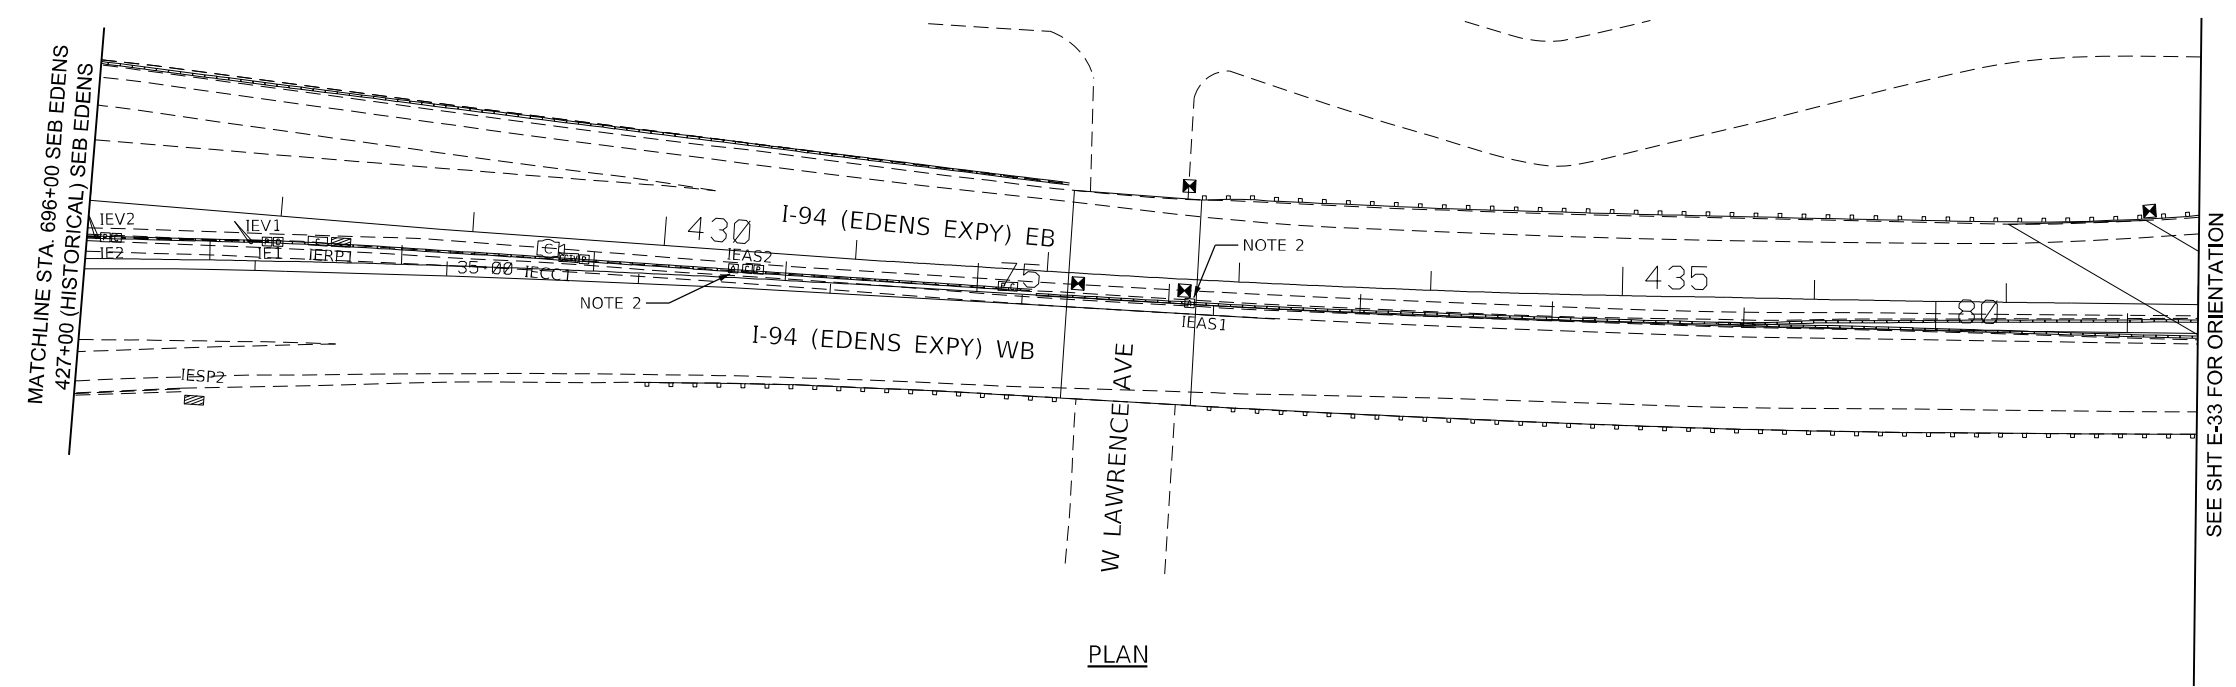 MATCHLINE STA. 696+00 SEB EDENS
427+00 (HISTORICAL) SEB EDENS
IEV2
IE2
IEV1
IE1
IERP1
35+00
C1
IECC1
430
IEAS2
NOTE 2
I-94 (EDENS EXPY) EB
75
NOTE 2
IEAS1
435
80
I-94 (EDENS EXPY) WB
IESP2
W LAWRENCE AVE
SEE SHT E-33 FOR ORIENTATION
PLAN